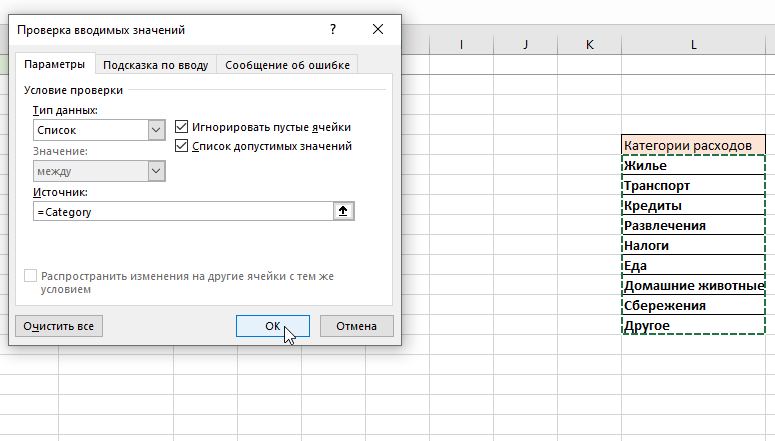 Проверка вводимых значений ?
Параметры Подсказка по вводу Сообщение об ошибке
Условие проверки
Тип данных:
Список
Игнорировать пустые ячейки
Список допустимых значений
Значение:
между
Источник:
=Category
Распространить изменения на другие ячейки с тем же
условием
Очистить все ОК Отмена
I J K L
Категории расходов
Жилье
Транспорт
Кредиты
Развлечения
Налоги
Еда
Домашние животные
Сбережения
Другое